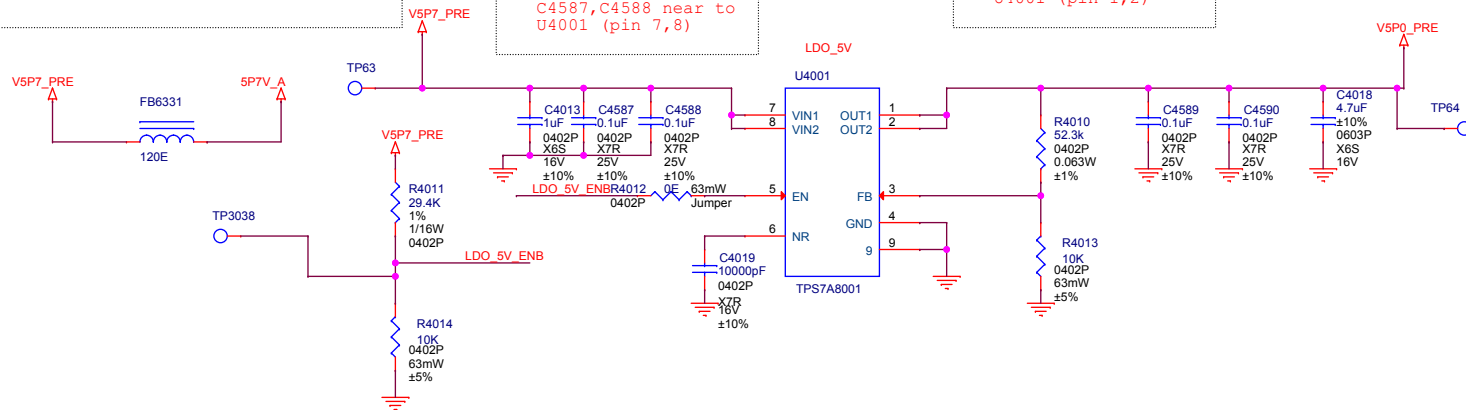 C4587,C4588 near to
U4001 (pin 7,8)
U4001 (pin 1,2)
V5P7_PRE
V5P0_PRE
LDO_5V
V5P7_PRE
5P7V_A
TP63
U4001
FB6331
120E
C4013
1uF
0402P
X6S
16V
±10%
C4587
0.1uF
0402P
X7R
25V
±10%
C4588
0.1uF
0402P
X7R
25V
±10%
7
8
VIN1
VIN2
OUT1
OUT2
1
2
R4010
52.3k
0402P
0.063W
±1%
C4589
0.1uF
0402P
X7R
25V
±10%
C4590
0.1uF
0402P
X7R
25V
±10%
C4018
4.7uF
±10%
0603P
X6S
16V
TP64
V5P7_PRE
R4011
29.4K
1%
1/16W
0402P
LDO_5V_ENB
R4012
0E
63mW
0402P
Jumper
5
EN
FB
3
GND
4
6
NR
9
9
TP3038
LDO_5V_ENB
C4019
10000pF
0402P
X7R
16V
±10%
TPS7A8001
R4013
10K
0402P
63mW
±5%
R4014
10K
0402P
63mW
±5%